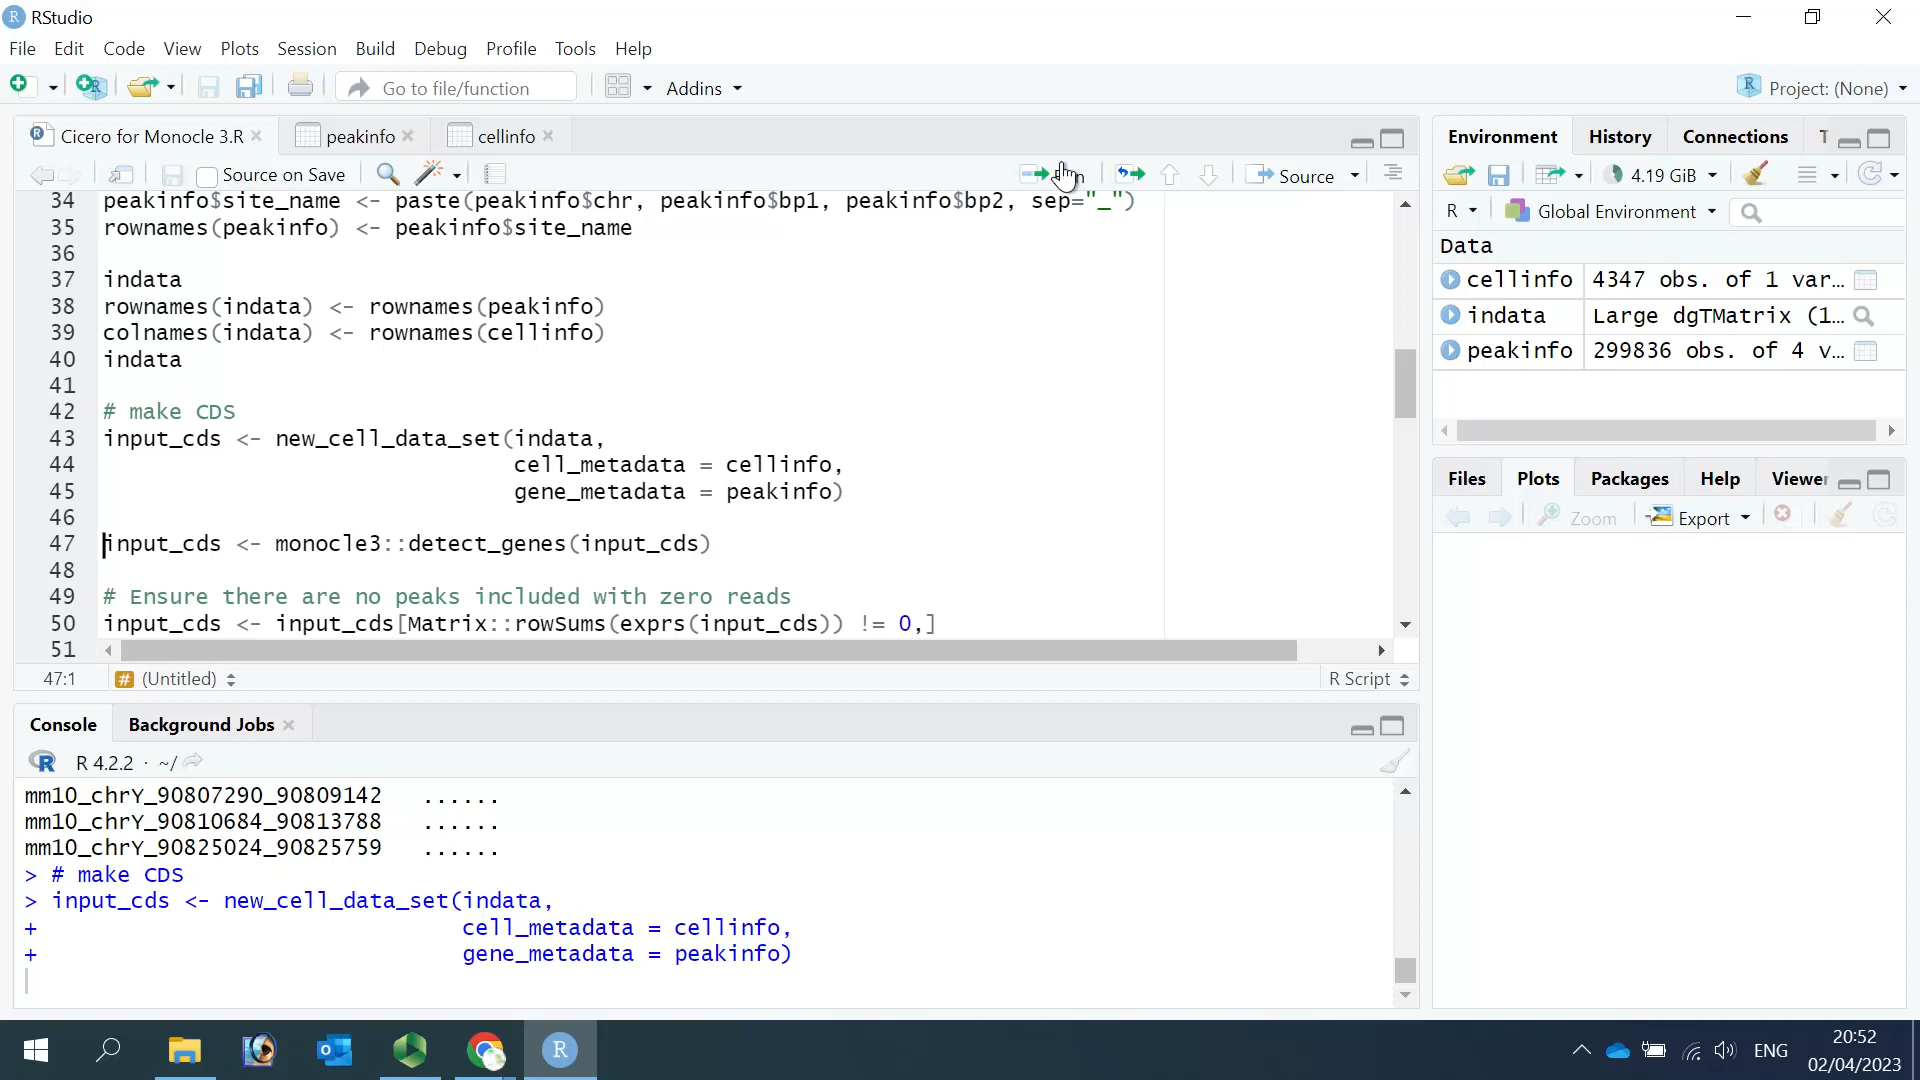 RStudio
File Edit Code View Plots Session Build Debug Profile Tools Help
Go to file/function Addins Project: (None)
Cicero for Monocle 3.R peakinfo cellinfo
Source on Save Source
34 peakinfo$site_name <- paste(peakinfo$chr, peakinfo$bp1, peakinfo$bp2, sep="_")
35 rownames(peakinfo) <- peakinfo$site_name
36
37 indata
38 rownames(indata) <- rownames(peakinfo)
39 colnames(indata) <- rownames(cellinfo)
40 indata
41
42 # make CDS
43 input_cds <- new_cell_data_set(indata,
44 cell_metadata = cellinfo,
45 gene_metadata = peakinfo)
46
47 input_cds <- monocle3::detect_genes(input_cds)
48
49 # Ensure there are no peaks included with zero reads
50 input_cds <- input_cds[Matrix::rowSums(exprs(input_cds)) != 0,]
51
47:1 # (Untitled) R Script
Console Background Jobs
R 4.2.2 · ~/
mm10_chrY_90807290_90809142 ......
mm10_chrY_90810684_90813788 ......
mm10_chrY_90825024_90825759 ......
> # make CDS
> input_cds <- new_cell_data_set(indata,
+ cell_metadata = cellinfo,
+ gene_metadata = peakinfo)
Environment History Connections T
4.19 GiB
R Global Environment
Data
cellinfo 4347 obs. of 1 var…
indata Large dgTMatrix (1…
peakinfo 299836 obs. of 4 v…
Files Plots Packages Help Viewer
Zoom Export
ENG
20:52
02/04/2023